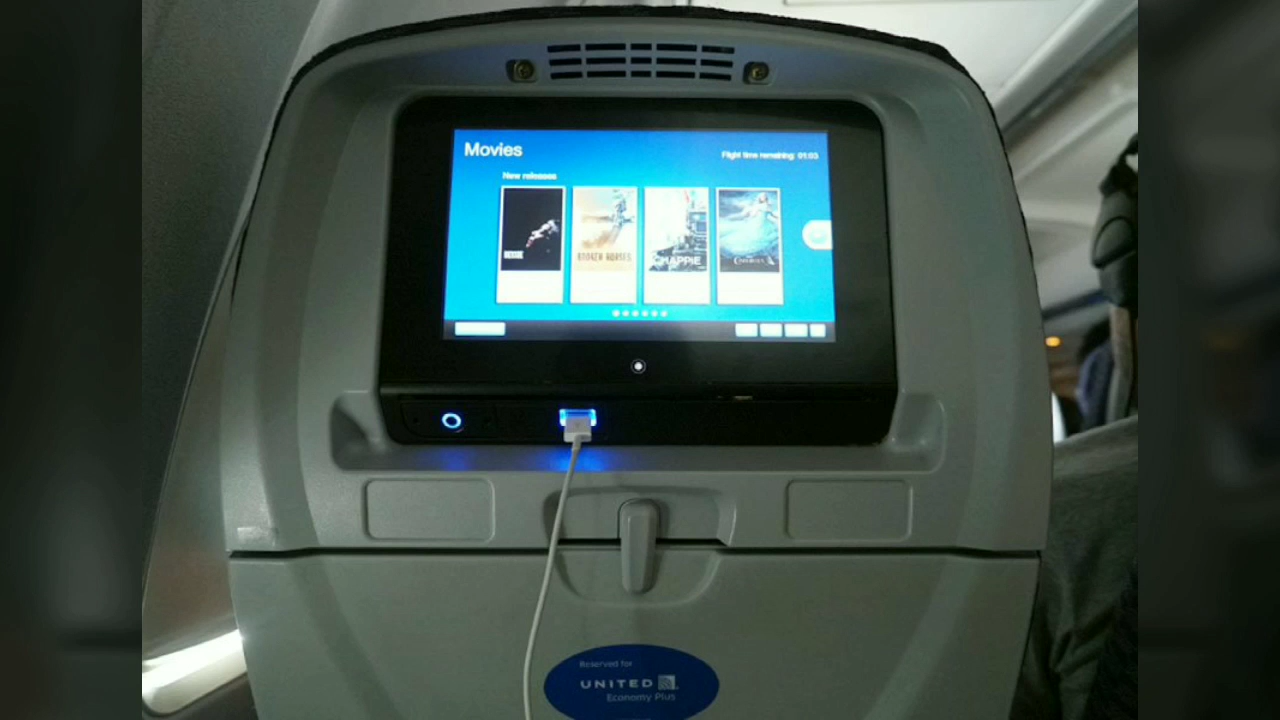 Movies
Flight time remaining: 01:03
New releases
BROKEN HORSES
CHAPPIE
CINDERELLA
Reserved for
UNITED
Economy Plus